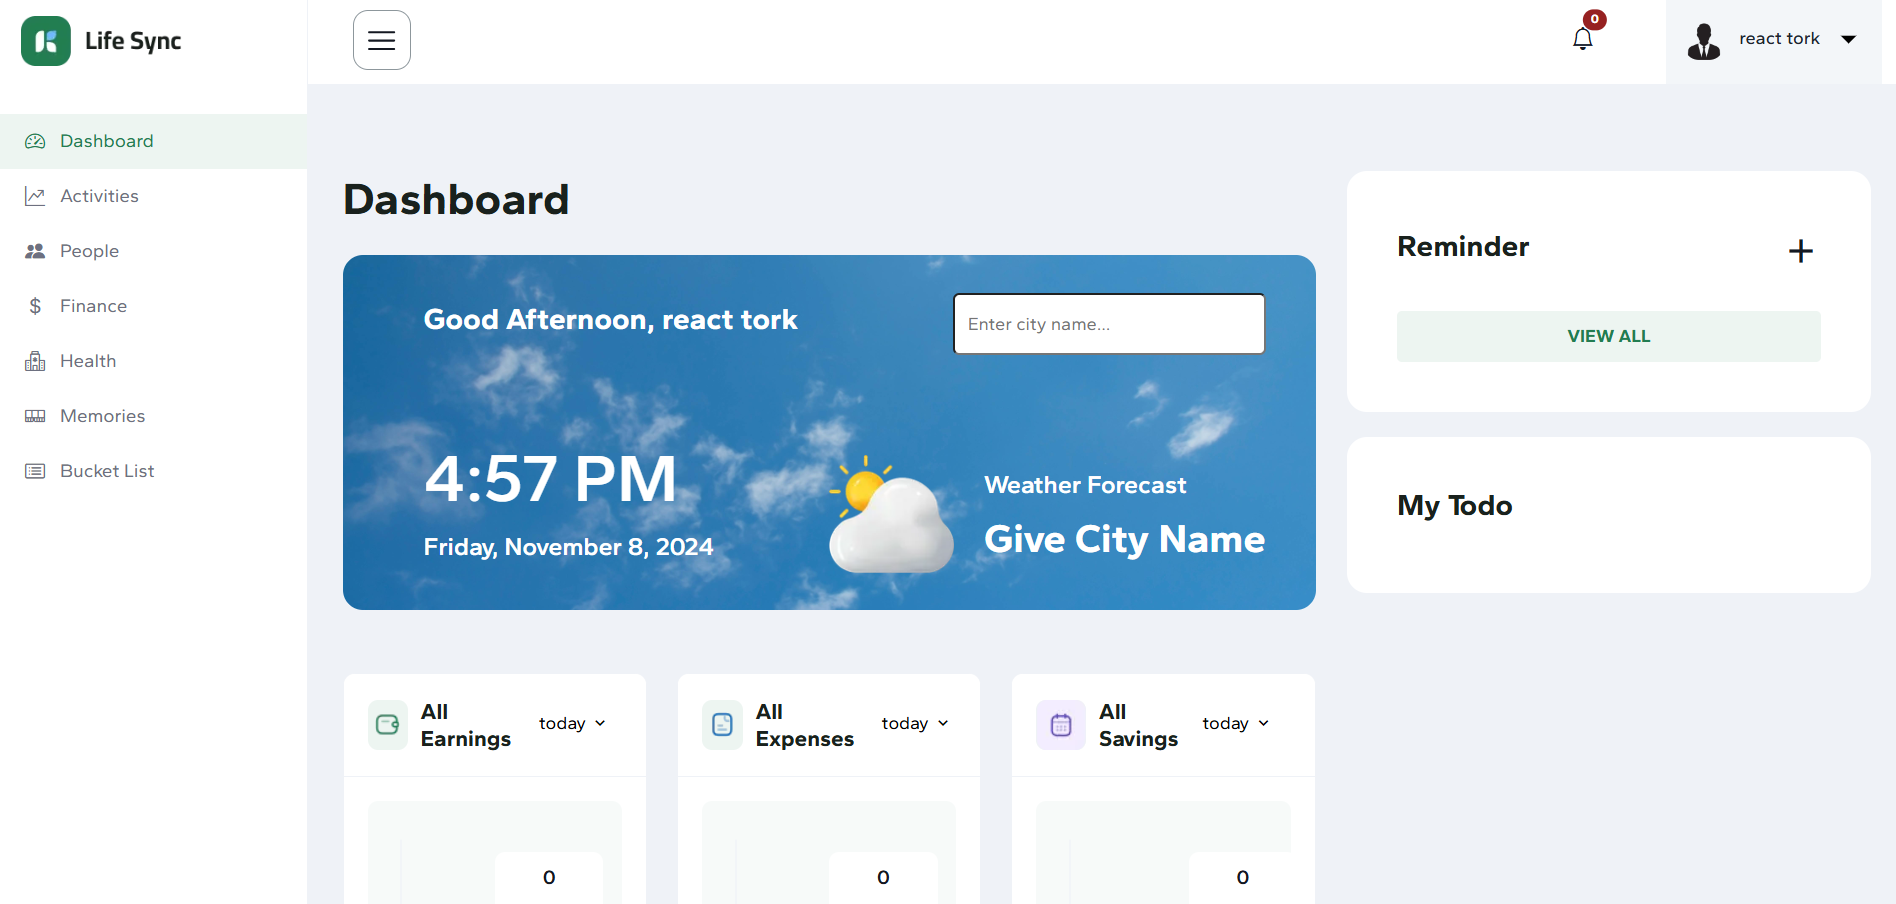 Life Sync
0
react tork
Dashboard
Activities
People
Finance
Health
Memories
Bucket List
Dashboard
Good Afternoon, react tork
Enter city name...
4:57 PM
Friday, November 8, 2024
Weather Forecast
Give City Name
Reminder
VIEW ALL
My Todo
All
Earnings
today
0
All
Expenses
today
0
All
Savings
today
0